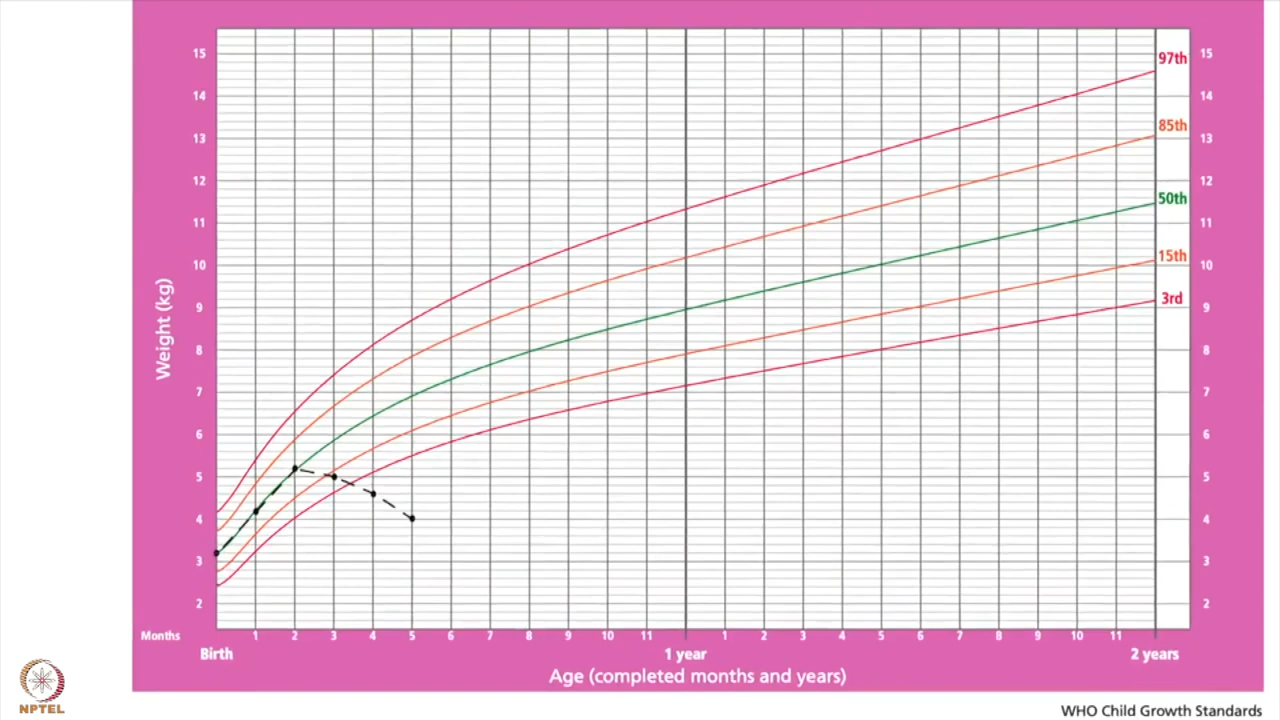 97th
15 15
14 14
85th
13 13
12 12
50th
11 11
15th
10 10
3rd
9 9
8 8
7 7
6 6
5 5
4 4
3 3
2 2
Weight (kg)
Months 1 2 3 4 5 6 7 8 9 10 11 1 2 3 4 5 6 7 8 9 10 11
Birth 1 year 2 years
Age (completed months and years)
NPTEL
WHO Child Growth Standards